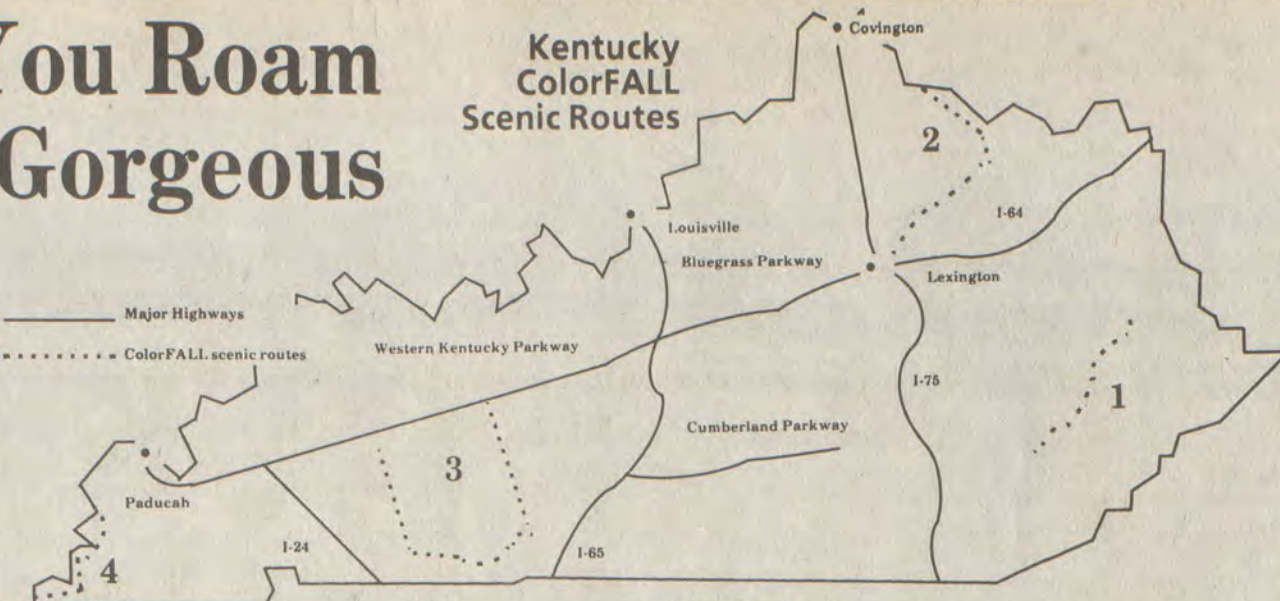 You Roam
Gorgeous
Kentucky
ColorFALL
Scenic Routes
Covington
2
I-64
Louisville
Bluegrass Parkway
Lexington
Major Highways
ColorFALL scenic routes
Western Kentucky Parkway
I-75
1
Cumberland Parkway
3
Paducah
I-24
I-65
4